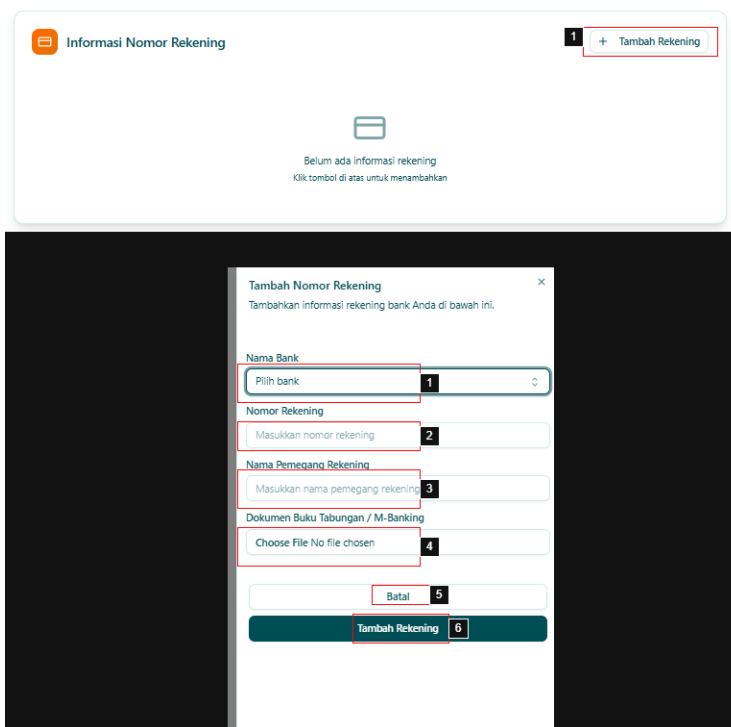 Informasi Nomor Rekening
1
+ Tambah Rekening
Belum ada informasi rekening
Klik tombol di atas untuk menambahkan
Tambah Nomor Rekening
×
Tambahkan informasi rekening bank Anda di bawah ini.
Nama Bank
Pilih bank
1
Nomor Rekening
Masukkan nomor rekening
2
Nama Pemegang Rekening
Masukkan nama pemegang rekening
3
Dokumen Buku Tabungan / M-Banking
Choose File No file chosen
4
Batal
5
Tambah Rekening
6